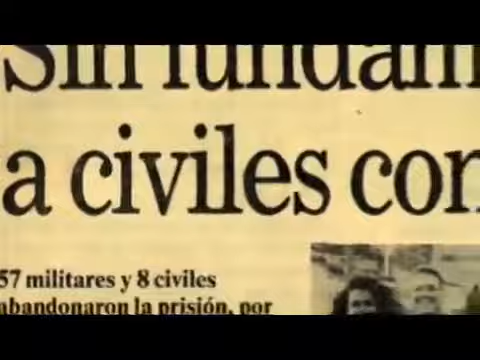 Sin fundam
a civiles con
57 militares y 8 civiles
abandonaron la prisión, por